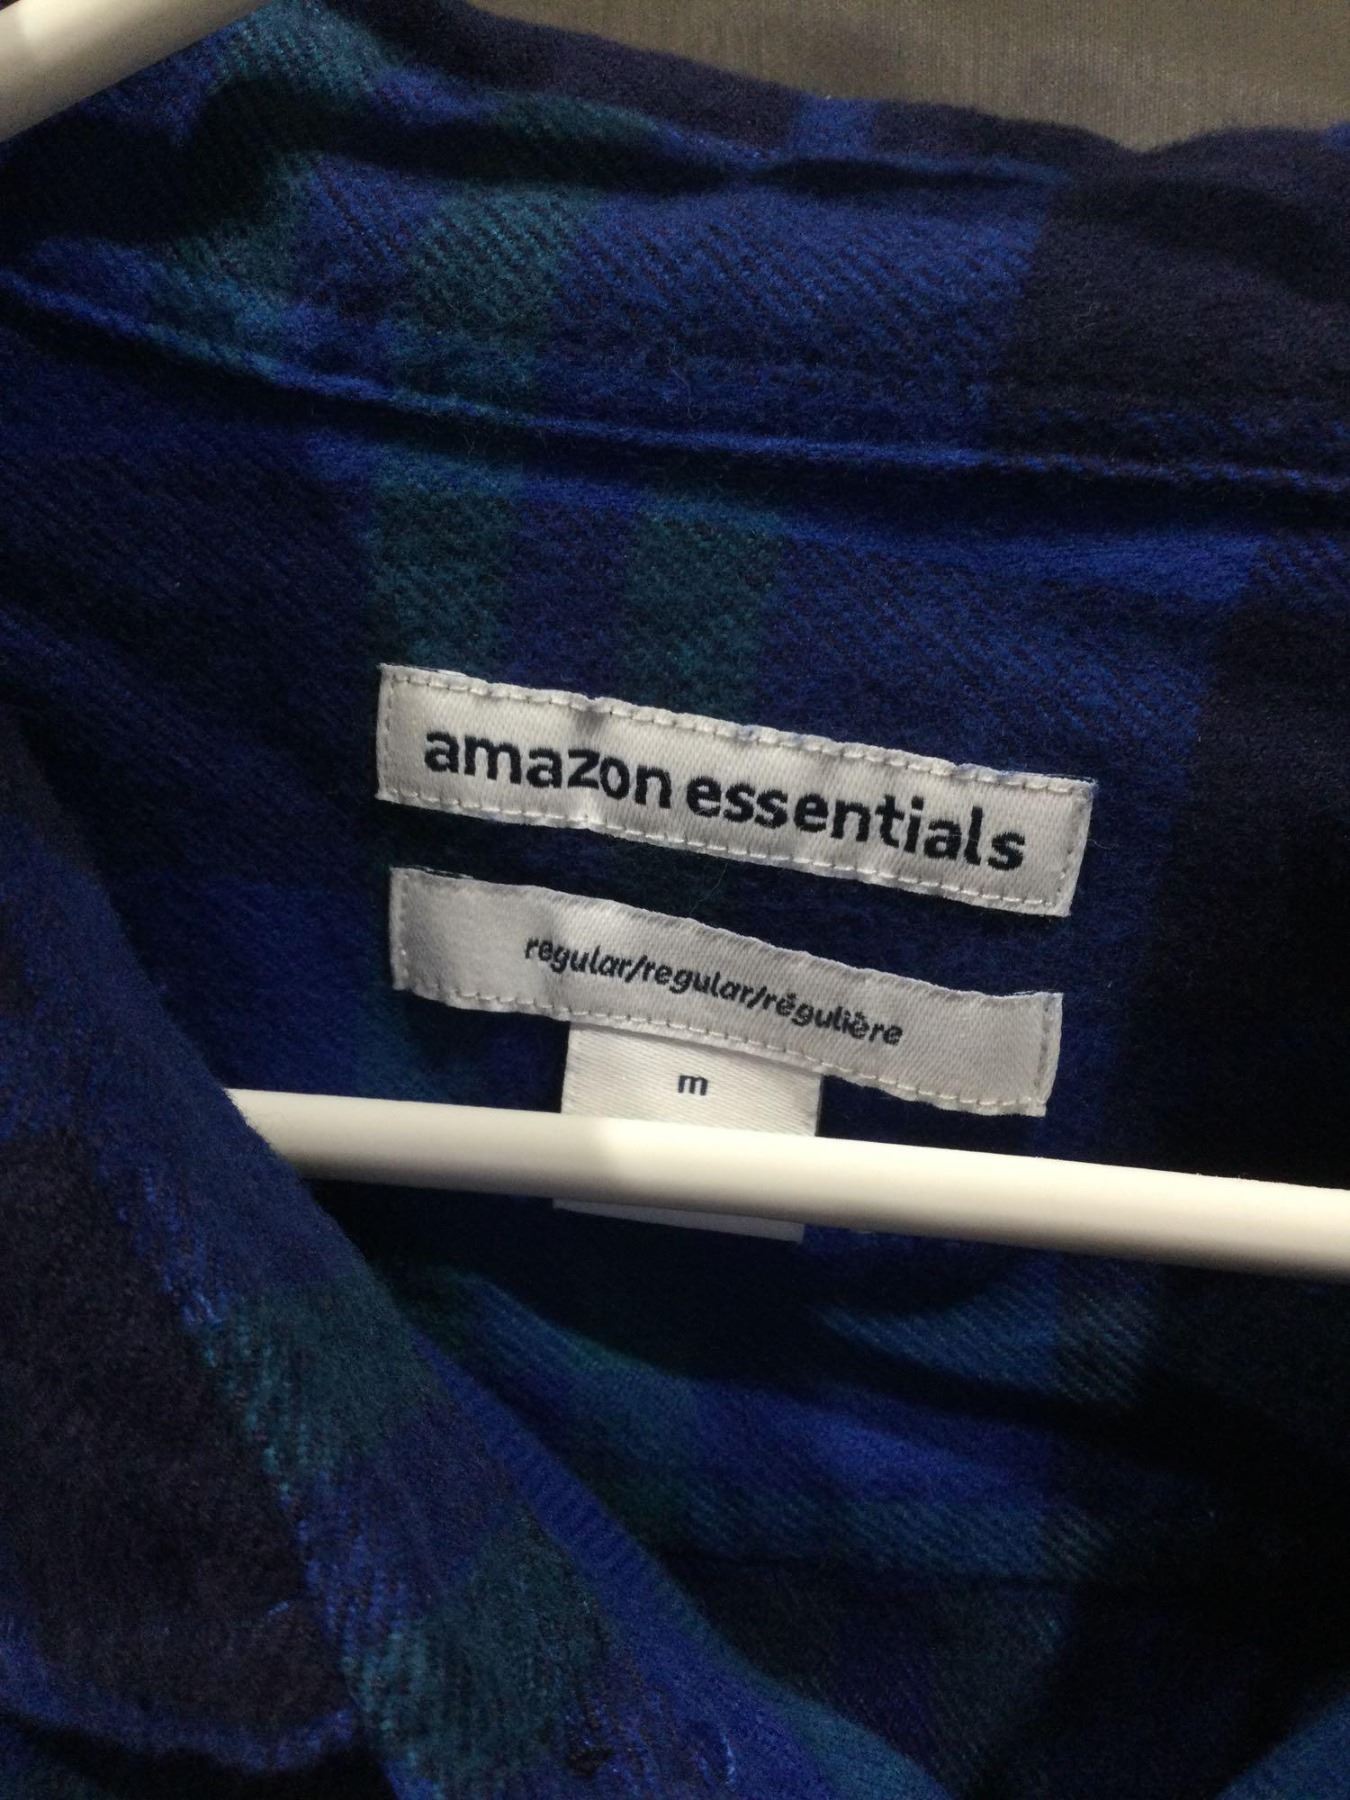 amazon essentials
regular/regular/régulière
m